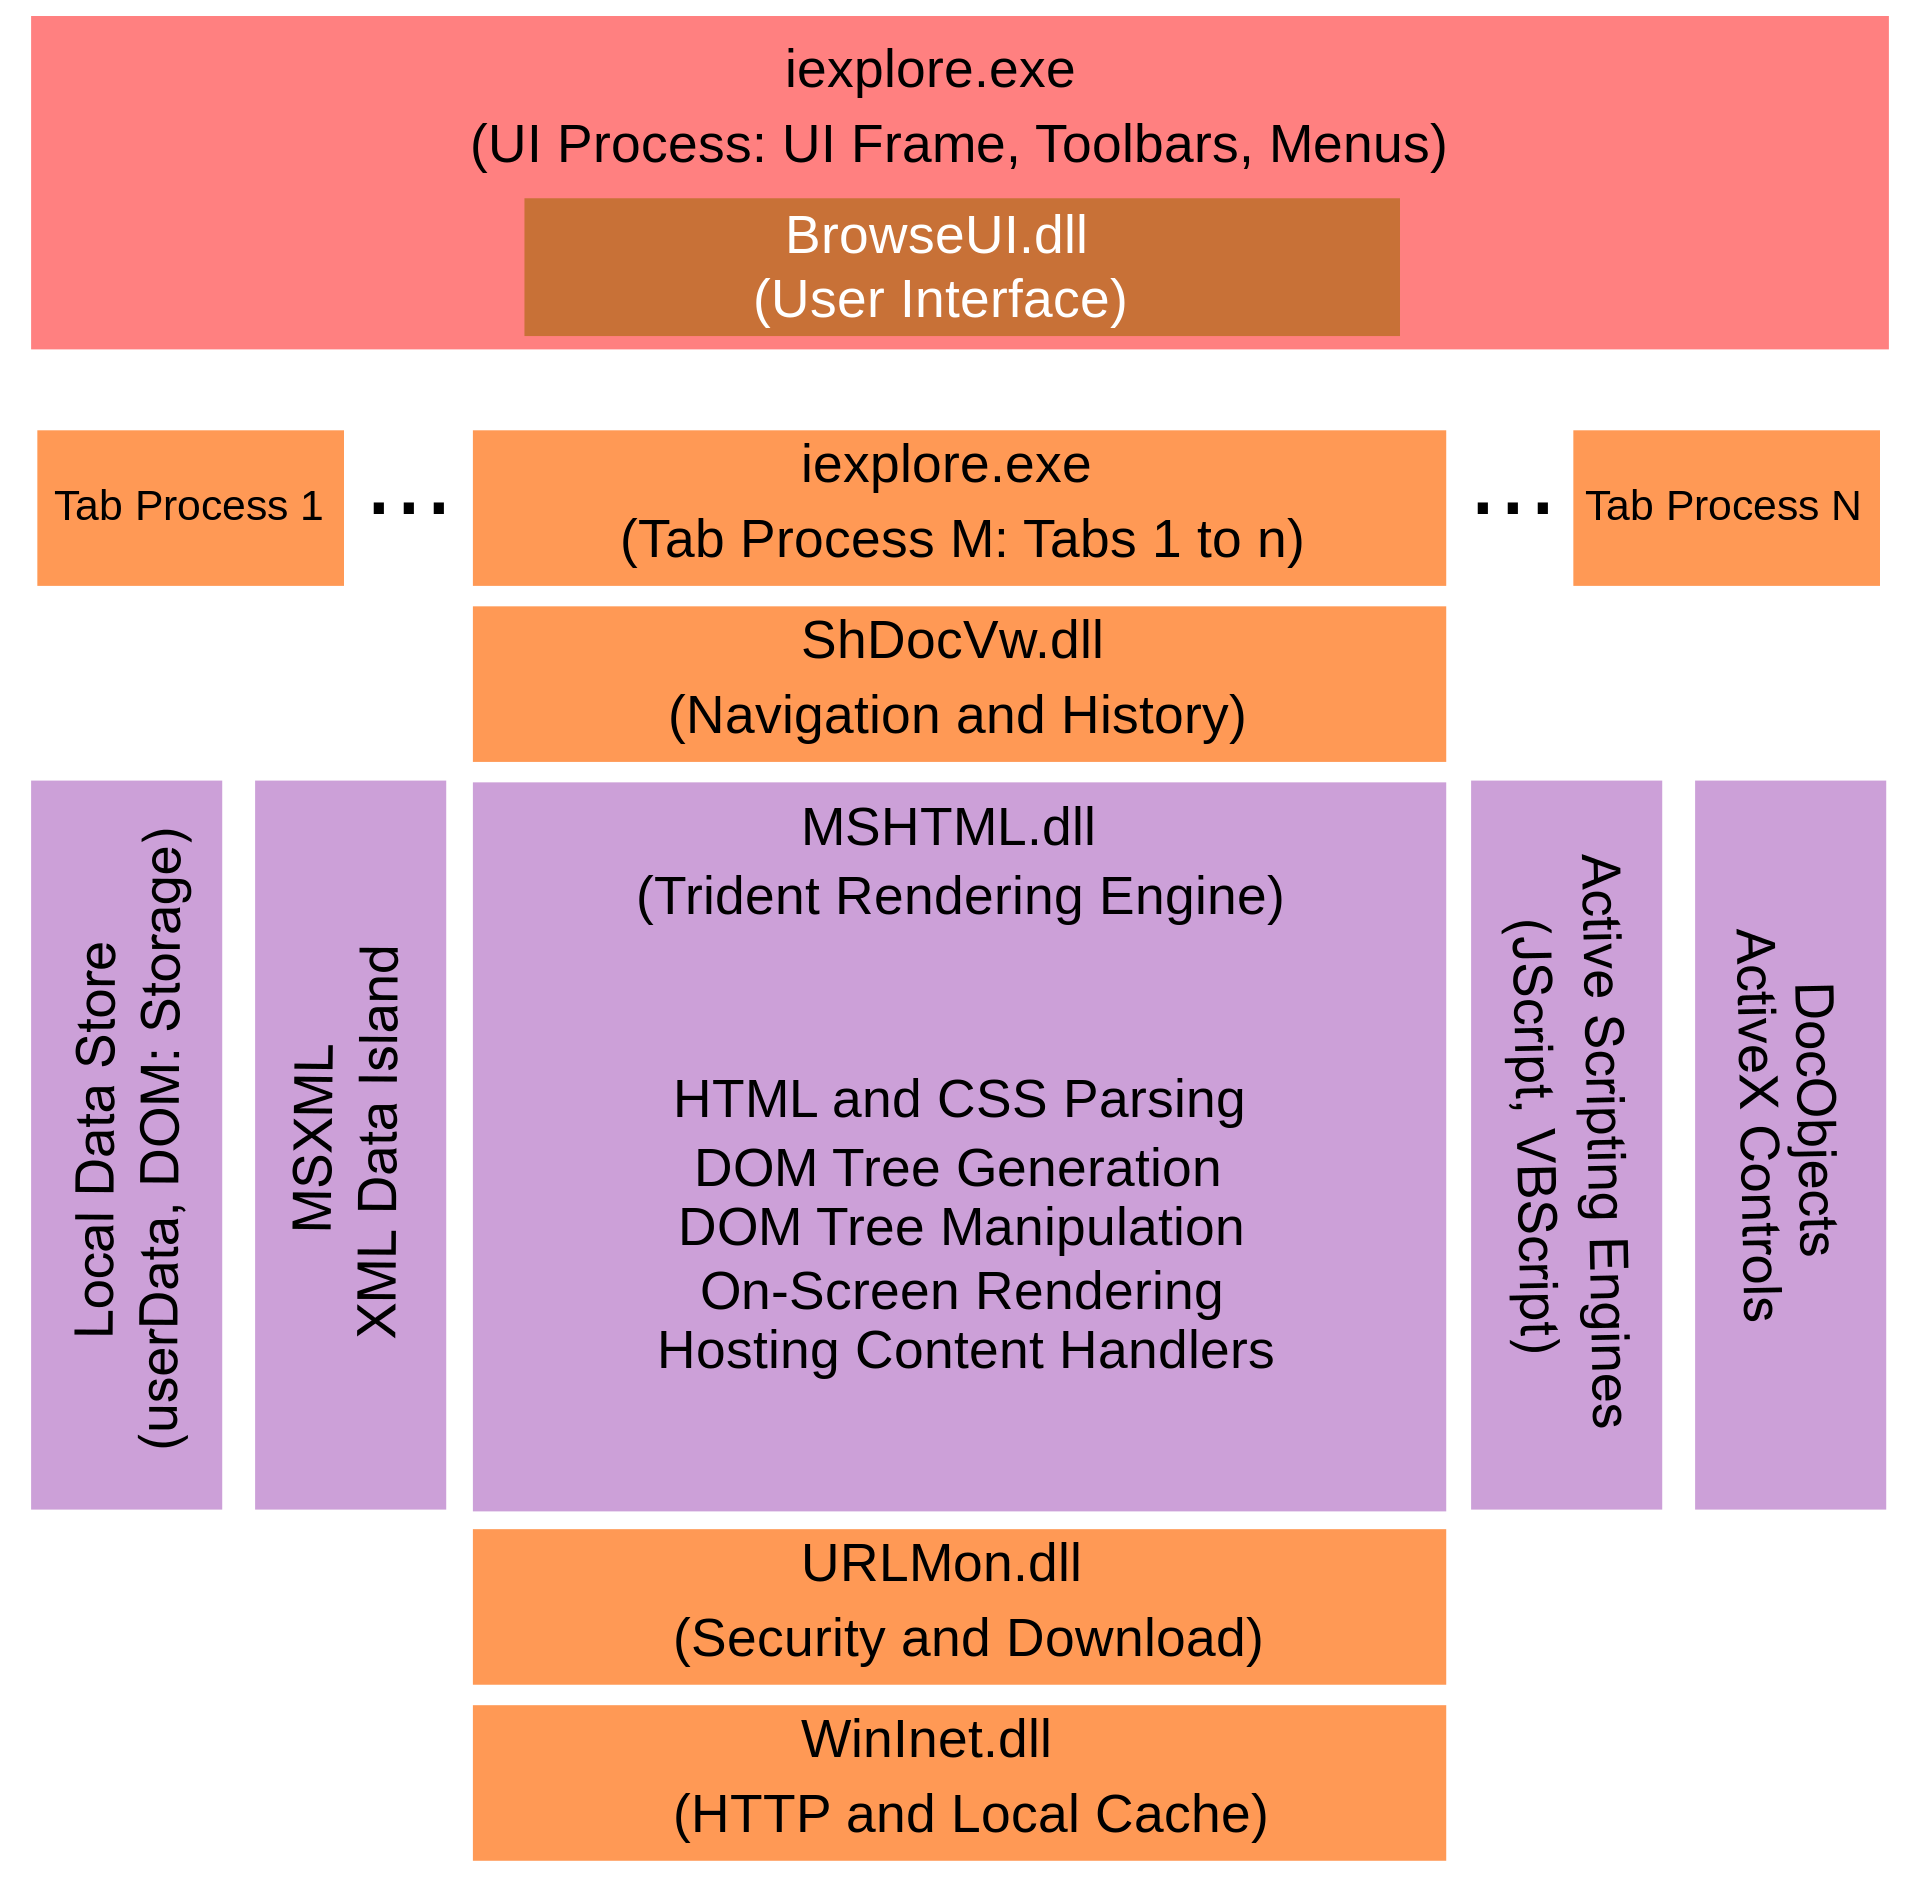 iexplore.exe
(UI Process: UI Frame, Toolbars, Menus)
BrowseUI.dll
(User Interface)
Tab Process 1
...
iexplore.exe
(Tab Process M: Tabs 1 to n)
...
Tab Process N
ShDocVw.dll
(Navigation and History)
Local Data Store
(userData, DOM: Storage)
MSXML
XML Data Island
MSHTML.dll
(Trident Rendering Engine)
HTML and CSS Parsing
DOM Tree Generation
DOM Tree Manipulation
On-Screen Rendering
Hosting Content Handlers
Active Scripting Engines
(JScript, VBScript)
DocObjects
ActiveX Controls
URLMon.dll
(Security and Download)
WinInet.dll
(HTTP and Local Cache)